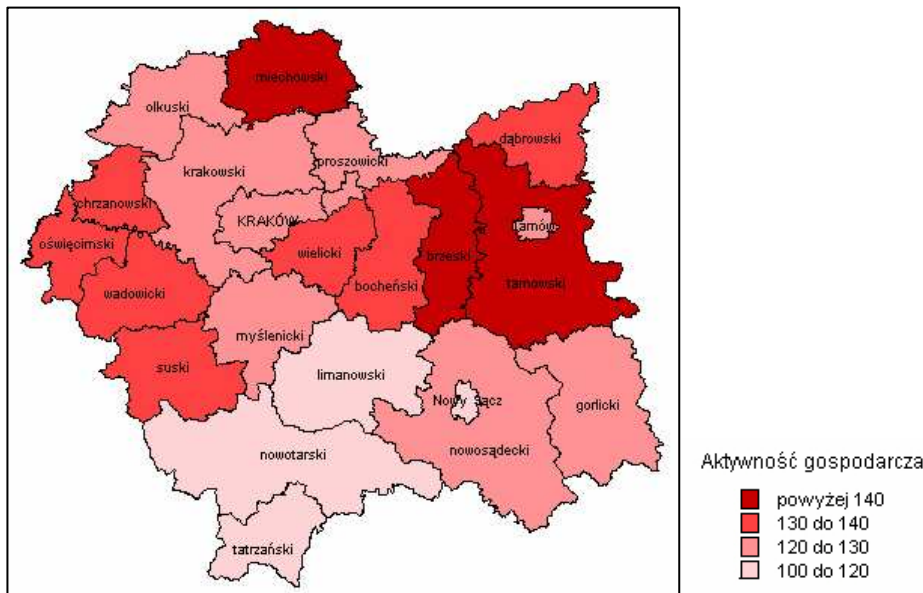 miechowski
olkuski
dąbrowski
proszowicki
krakowski
chrzanowski
KRAKÓW
Tarnów
oświęcimski
wielicki
brzeski
tarnowski
wadowicki
bocheński
myślenicki
suski
limanowski
Nowy Sącz
gorlicki
nowotarski
nowosądecki
tatrzański
Aktywność gospodarcza
powyżej 140
130 do 140
120 do 130
100 do 120